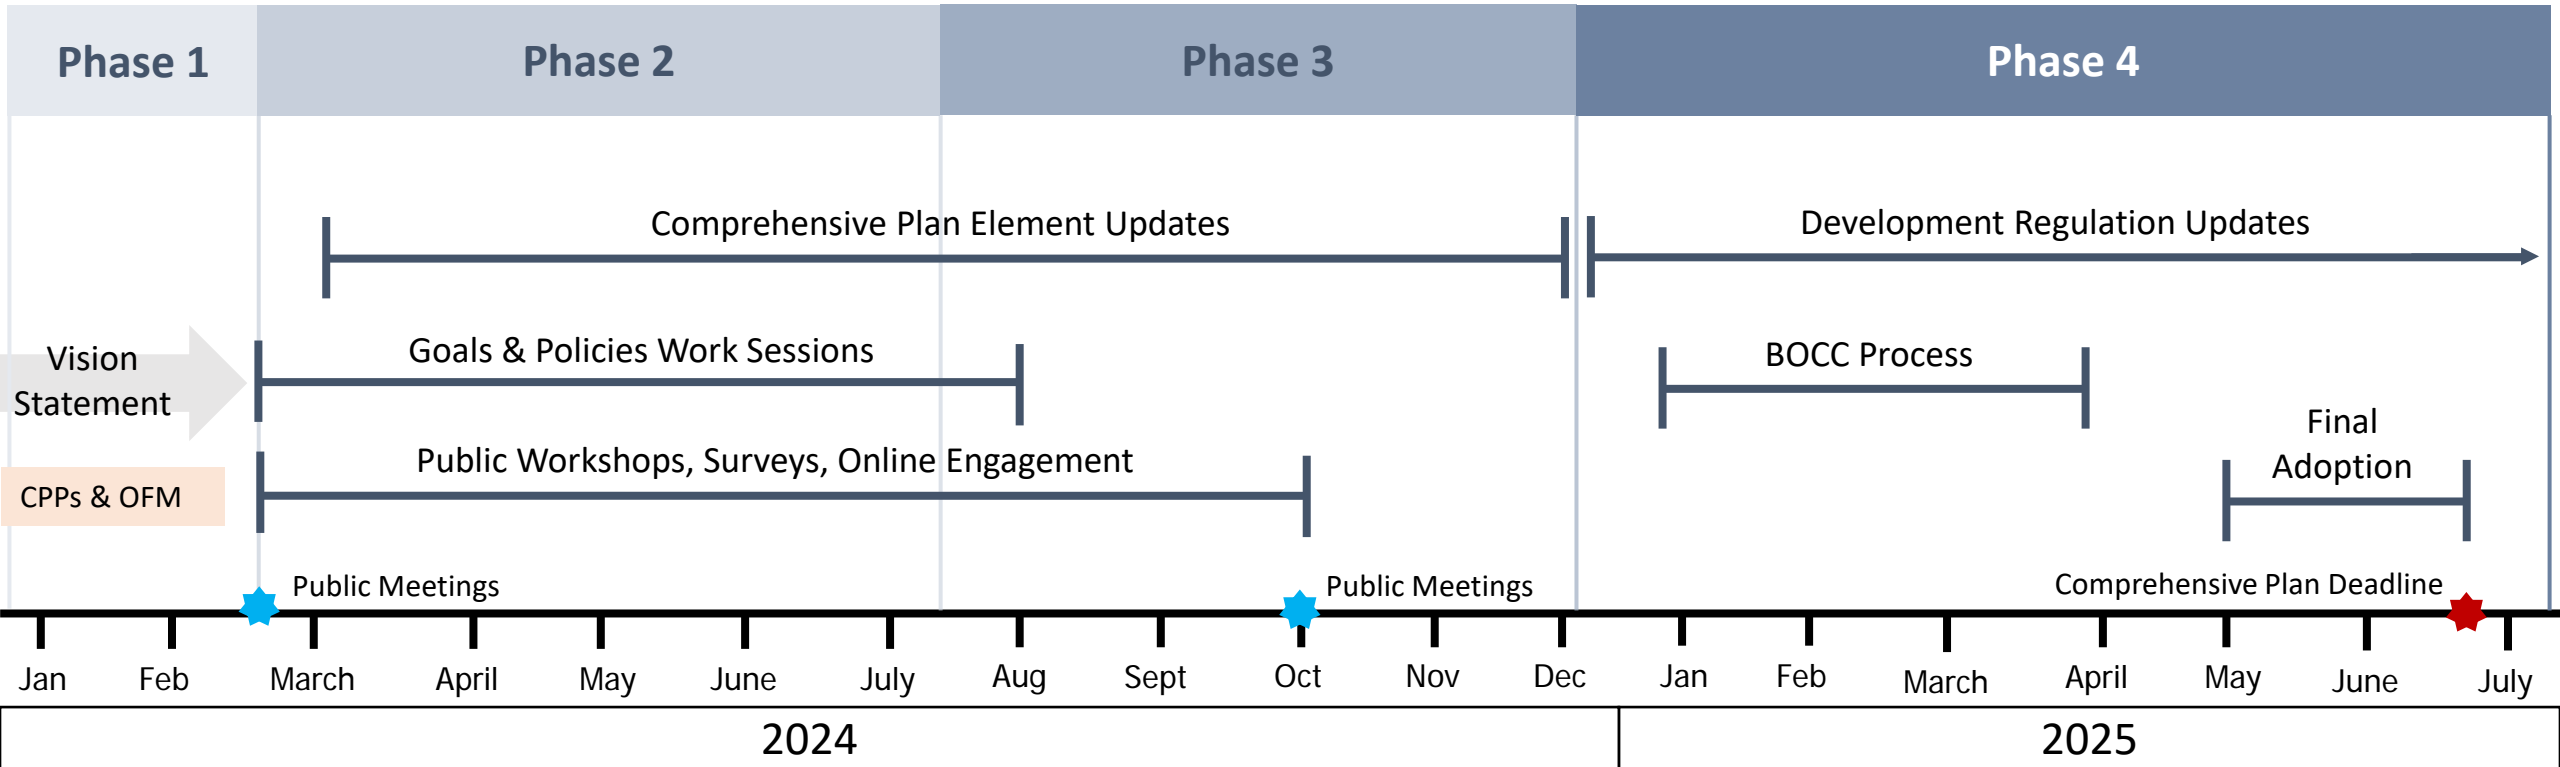 Phase 1
Phase 2
Phase 3
Phase 4
Comprehensive Plan Element Updates
Development Regulation Updates
Vision
Statement
Goals & Policies Work Sessions
BOCC Process
Final
Adoption
Public Workshops, Surveys, Online Engagement
CPPs & OFM
Public Meetings
Public Meetings
Comprehensive Plan Deadline
Jan Feb March April May June July Aug Sept Oct Nov Dec Jan Feb March April May June July
2024 2025